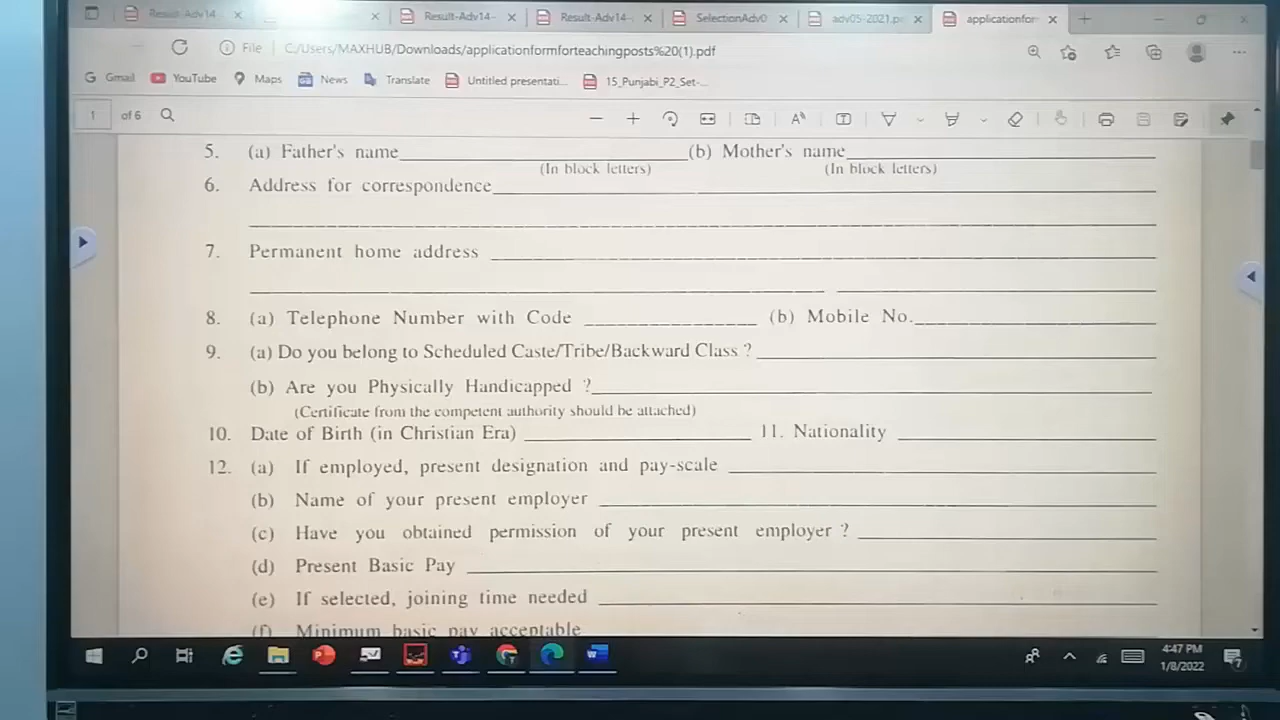 Result-Adv14
Result-Adv14-
Result-Adv14-
SelectionAdv0
adv05-2021.p
applicationfor
File C:/Users/MAXHUB/Downloads/applicationformforteachingposts%20(1).pdf
Gmail YouTube Maps News Translate Untitled presentati... 15_Punjabi_P2_Set-...
1 of 6
5. (a) Father's name (b) Mother's name
(In block letters) (In block letters)
6. Address for correspondence
7. Permanent home address
8. (a) Telephone Number with Code (b) Mobile No.
9. (a) Do you belong to Scheduled Caste/Tribe/Backward Class ?
(b) Are you Physically Handicapped ?
(Certificate from the competent authority should be attached)
10. Date of Birth (in Christian Era) 11. Nationality
12. (a) If employed, present designation and pay-scale
(b) Name of your present employer
(c) Have you obtained permission of your present employer ?
(d) Present Basic Pay
(e) If selected, joining time needed
(f) Minimum basic pay acceptable
4:47 PM
1/8/2022